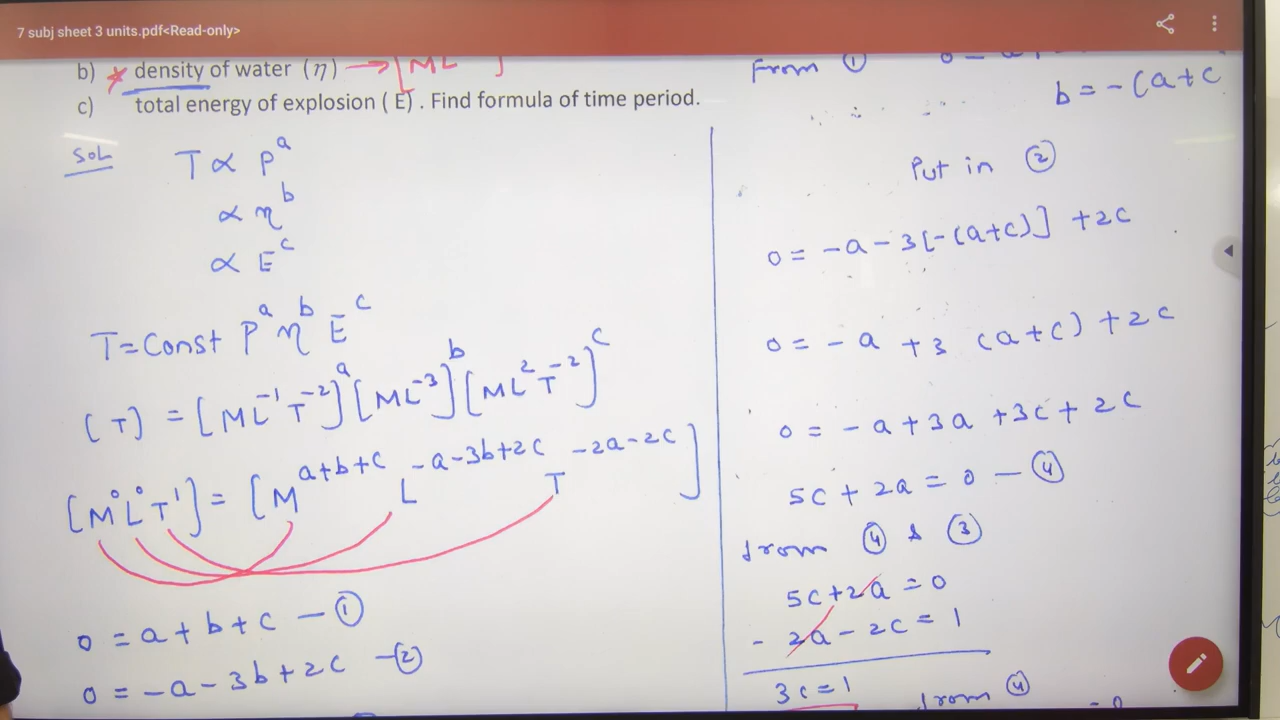 7 subj sheet 3 units.pdf<Read-only>
b) density of water (η) → [ML ]
c) total energy of explosion ( E) . Find formula of time period.
Sol
T ∝ P^a
∝ η^b
∝ E^c
T = Const P^a η^b E^c
(T) = [ML^-1 T^-2]^a [ML^-3]^b [ML^2 T^-2]^c
[M^0 L^0 T^1] = [M^a+b+c L^-a-3b+2c T^-2a-2c]
0 = a + b + c — ①
0 = -a - 3b + 2c — ②
From ①
b = -(a+c
Put in ②
0 = -a - 3[-(a+c)] + 2c
0 = -a + 3 (a+c) + 2c
0 = -a + 3a + 3c + 2c
5c + 2a = 0 — ④
from ④ & ③
5c + 2a = 0
- 2a - 2c = 1
3c = 1
from ④